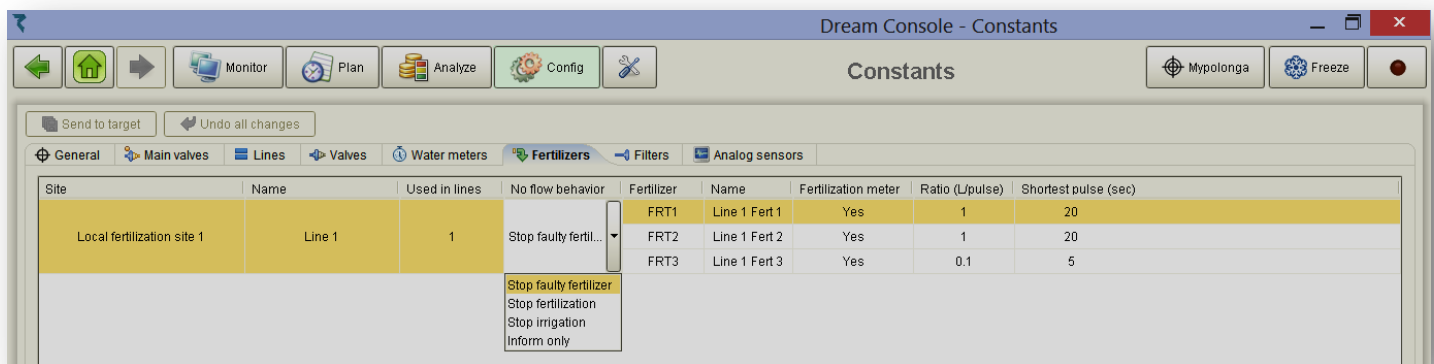 Dream Console - Constants
Monitor Plan Analyze Config Constants Mypolonga Freeze
Send to target Undo all changes
General Main valves Lines Valves Water meters Fertilizers Filters Analog sensors
Site Name Used in lines No flow behavior Fertilizer Name Fertilization meter Ratio (L/pulse) Shortest pulse (sec)
FRT1 Line 1 Fert 1 Yes 1 20
Local fertilization site 1 Line 1 1 Stop faulty fertil... FRT2 Line 1 Fert 2 Yes 1 20
FRT3 Line 1 Fert 3 Yes 0.1 5
Stop faulty fertilizer
Stop fertilization
Stop irrigation
Inform only